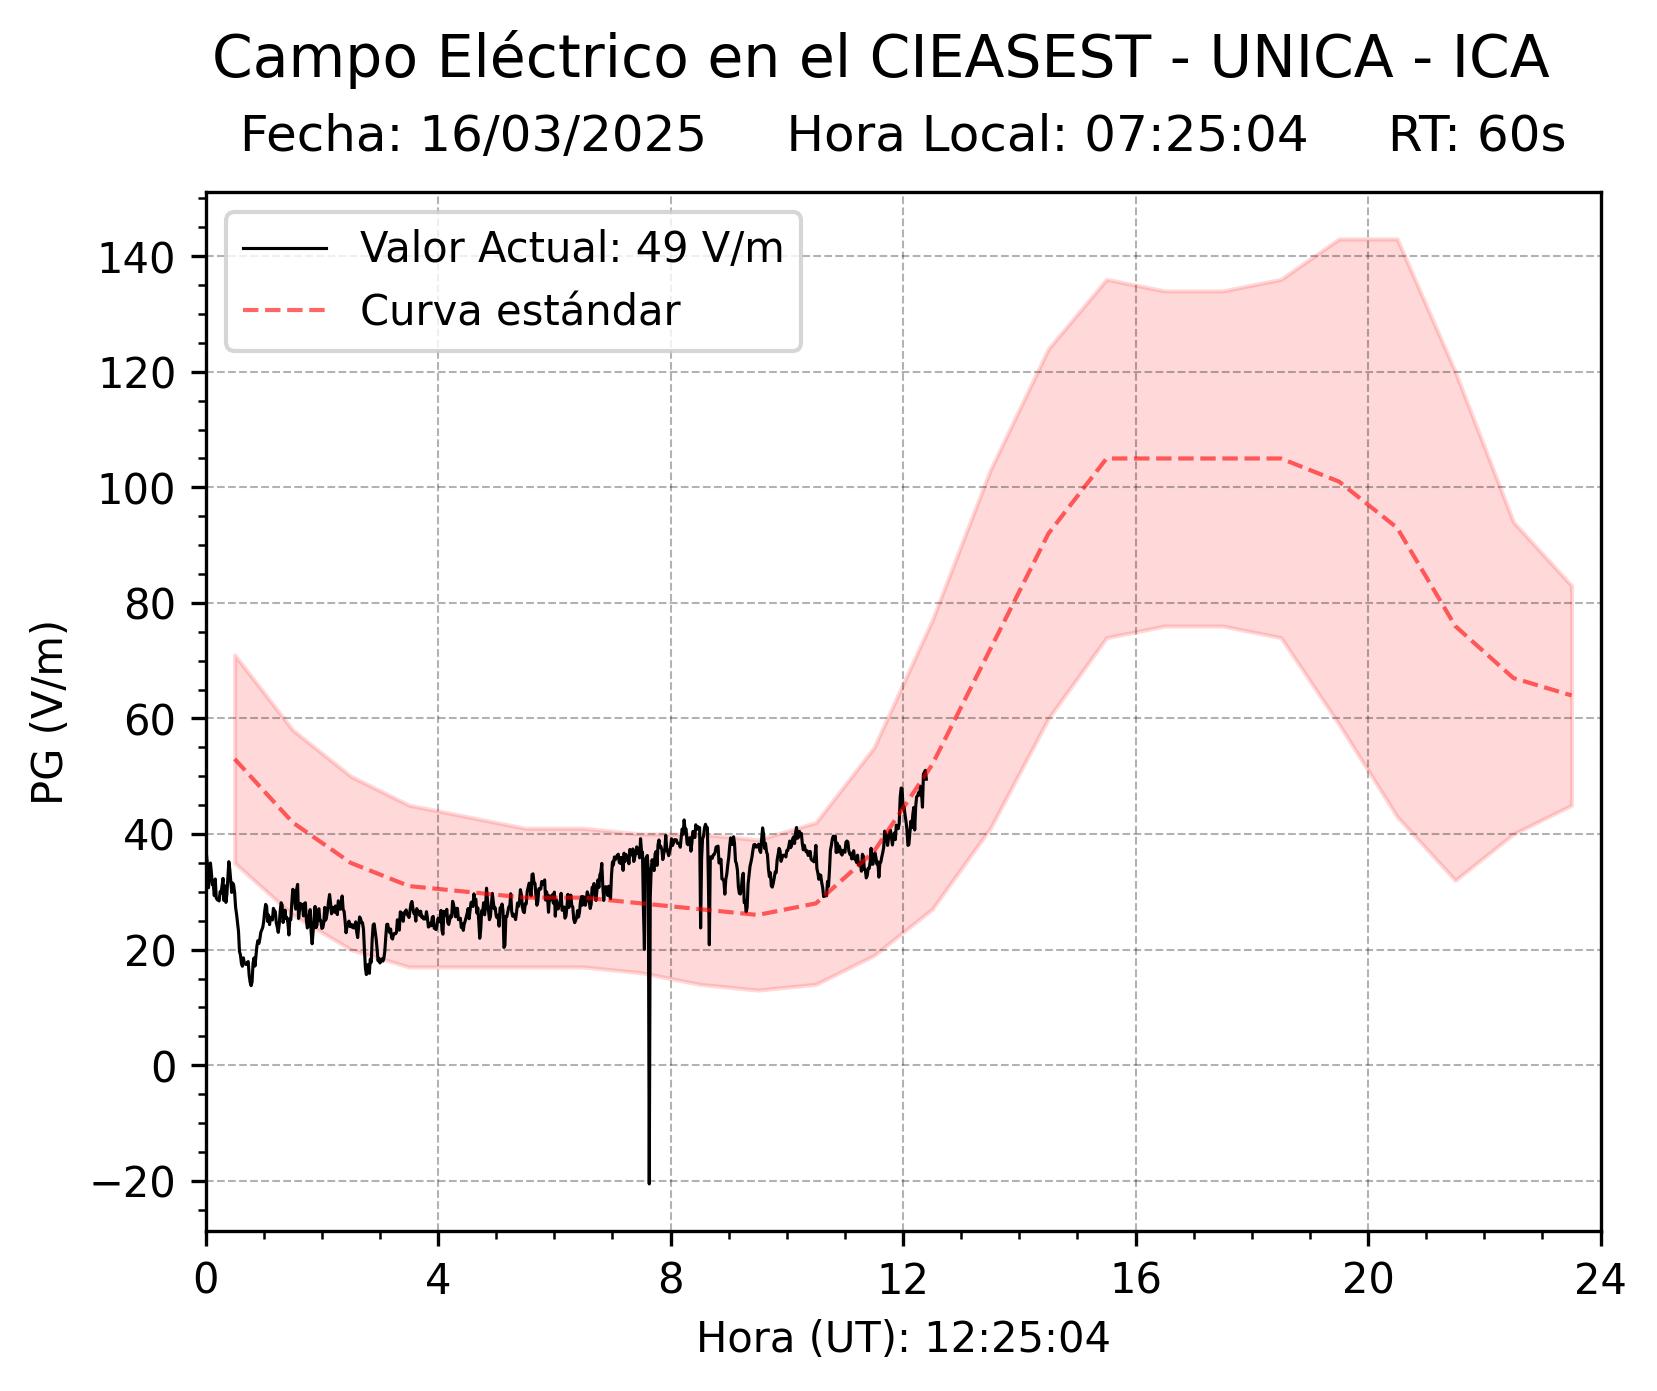 Campo Eléctrico en el CIEASEST - UNICA - ICA
Fecha: 16/03/2025 Hora Local: 07:25:04 RT: 60s
Valor Actual: 49 V/m
Curva estándar
PG (V/m)
140
120
100
80
60
40
20
0
−20
0 4 8 12 16 20 24
Hora (UT): 12:25:04